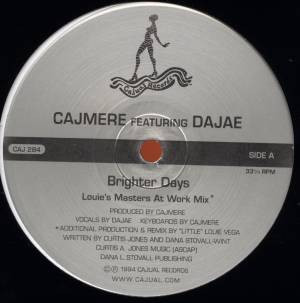 Cajual Records
CAJMERE FEATURING DAJAE
CAJ 284
SIDE A
33⅓ RPM
Brighter Days
Louie's Masters At Work Mix*
PRODUCED BY CAJMERE
VOCALS BY DAJAE KEYBOARDS BY CAJMERE
* ADDITIONAL PRODUCTION & REMIX BY "LITTLE" LOUIE VEGA
WRITTEN BY CURTIS JONES AND DANA STOVALL-WINT
CURTIS A. JONES MUSIC (ASCAP)
DANA L. STOVALL PUBLISHING
©℗ 1994 CAJUAL RECORDS
WWW.CAJUAL.COM